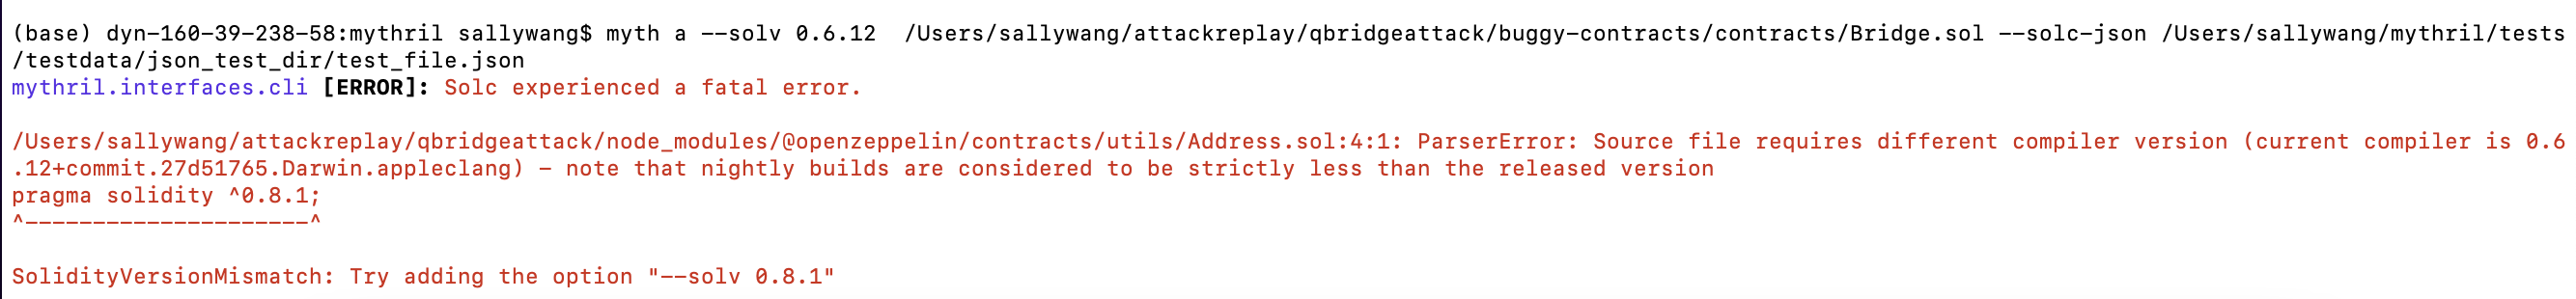 (base) dyn-160-39-238-58:mythril sallywang$ myth a --solv 0.6.12  /Users/sallywang/attackreplay/qbridgeattack/buggy-contracts/contracts/Bridge.sol --solc-json /Users/sallywang/mythril/tests
/testdata/json_test_dir/test_file.json
mythril.interfaces.cli [ERROR]: Solc experienced a fatal error.
/Users/sallywang/attackreplay/qbridgeattack/node_modules/@openzeppelin/contracts/utils/Address.sol:4:1: ParserError: Source file requires different compiler version (current compiler is 0.6
.12+commit.27d51765.Darwin.appleclang) - note that nightly builds are considered to be strictly less than the released version
pragma solidity ^0.8.1;
^---------------------^
SolidityVersionMismatch: Try adding the option "--solv 0.8.1"